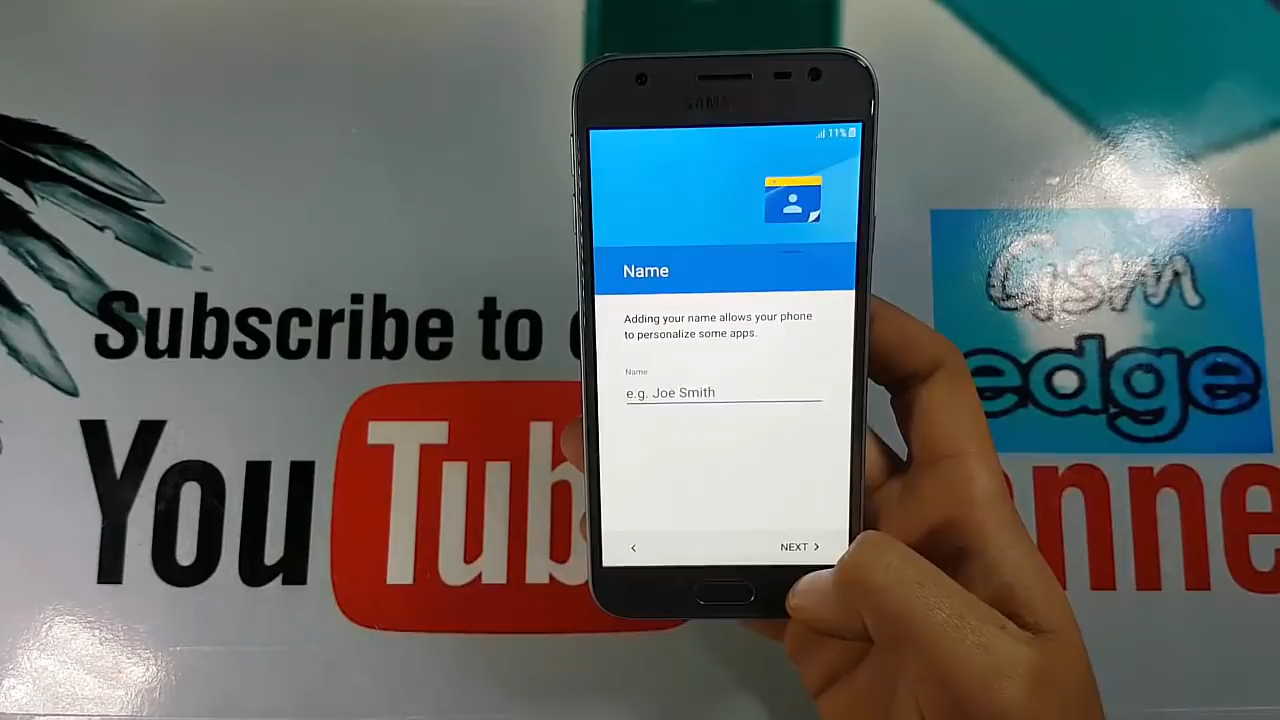 Subscribe to
YouTub
Gsm
edge
nne
SAMSUNG
11%
Name
Adding your name allows your phone
to personalize some apps.
Name
e.g. Joe Smith
NEXT